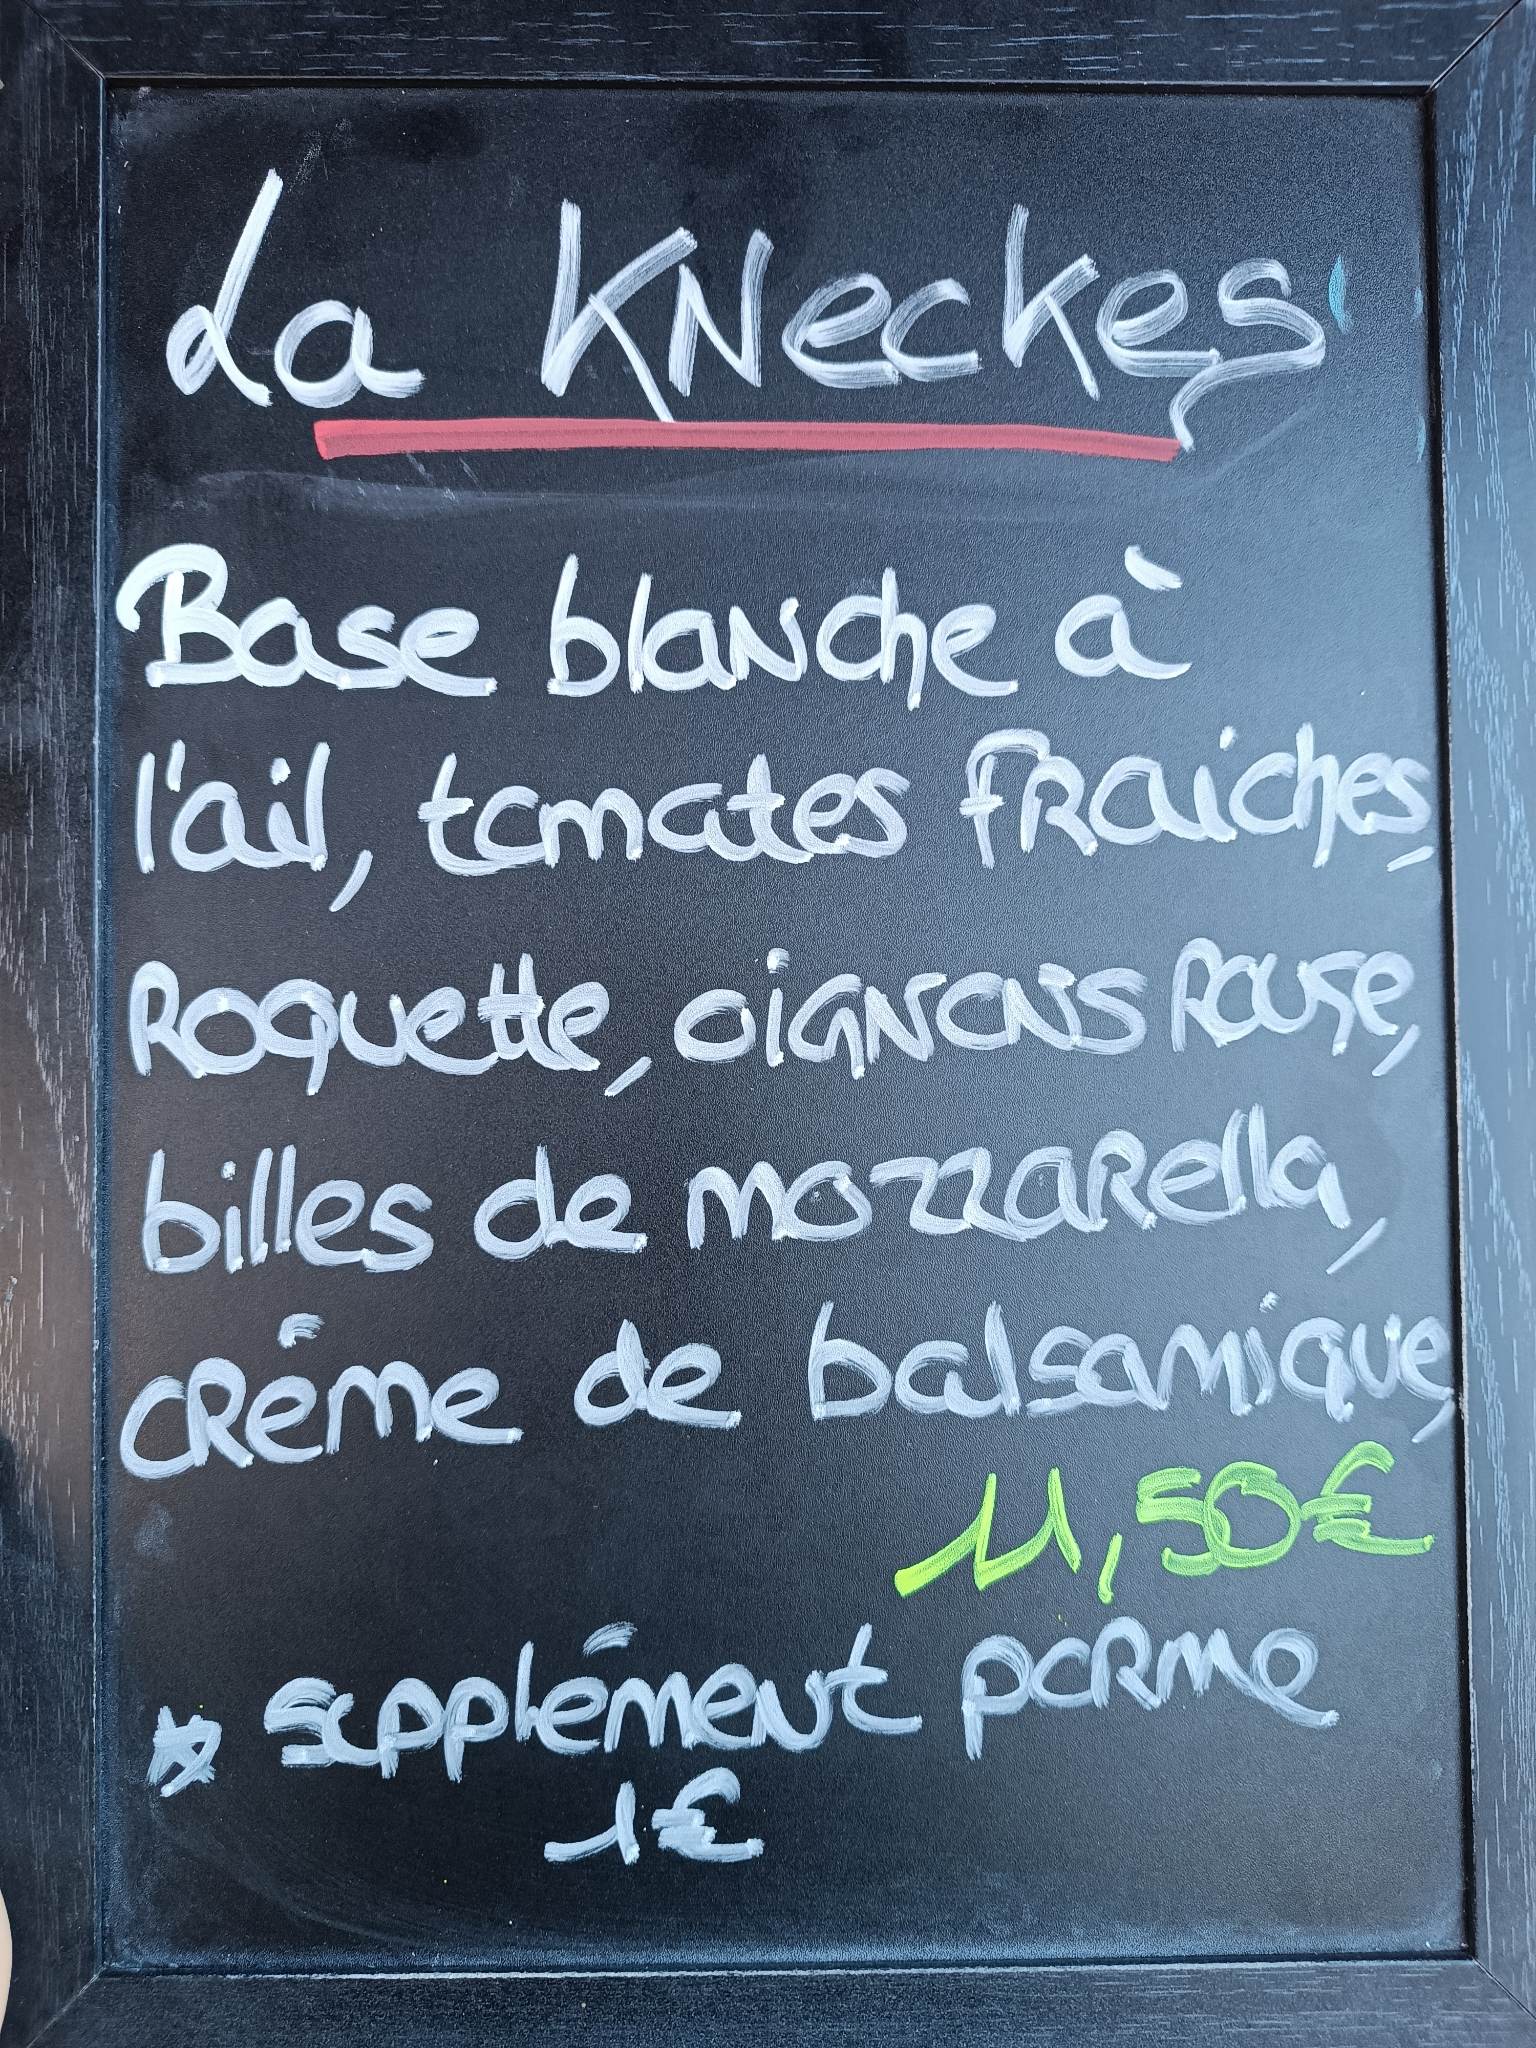 La KNeckes
Base blanche à
l'ail, tomates fraiches,
Roquette, oignons rouge,
billes de mozzarella,
créme de balsamique,
11,50€
* supplément parme
1€